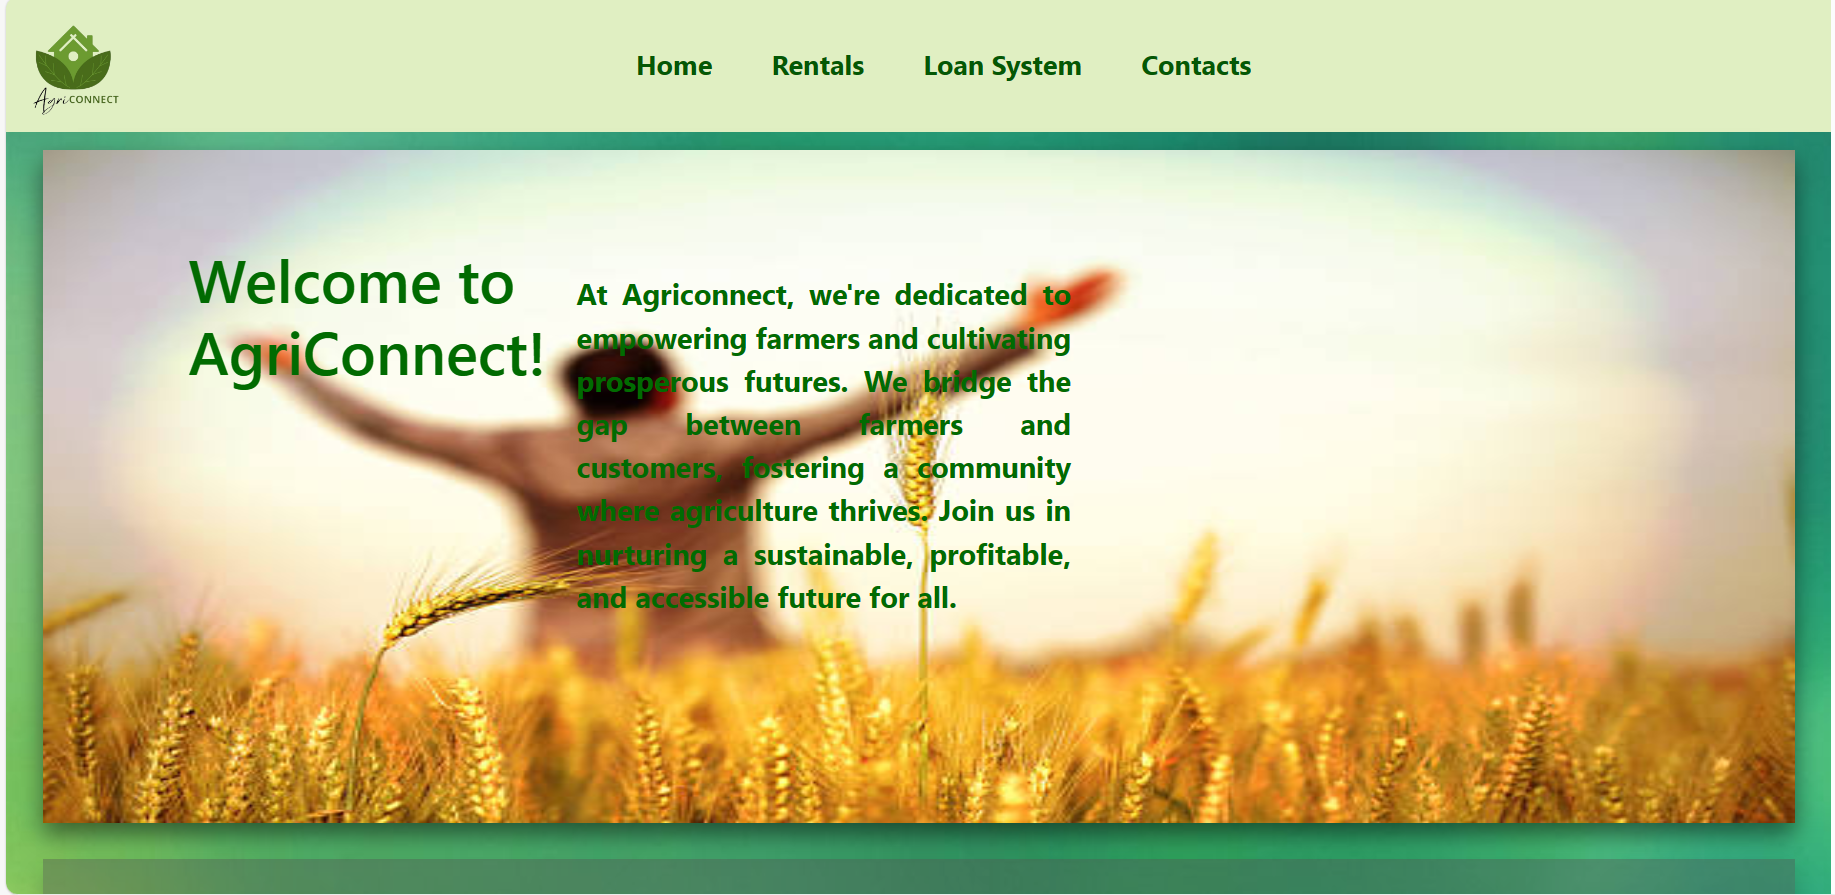 Agri CONNECT
Home Rentals Loan System Contacts
Welcome to
AgriConnect!
At Agriconnect, we're dedicated to
empowering farmers and cultivating
prosperous futures. We bridge the
gap between farmers and
customers, fostering a community
where agriculture thrives. Join us in
nurturing a sustainable, profitable,
and accessible future for all.